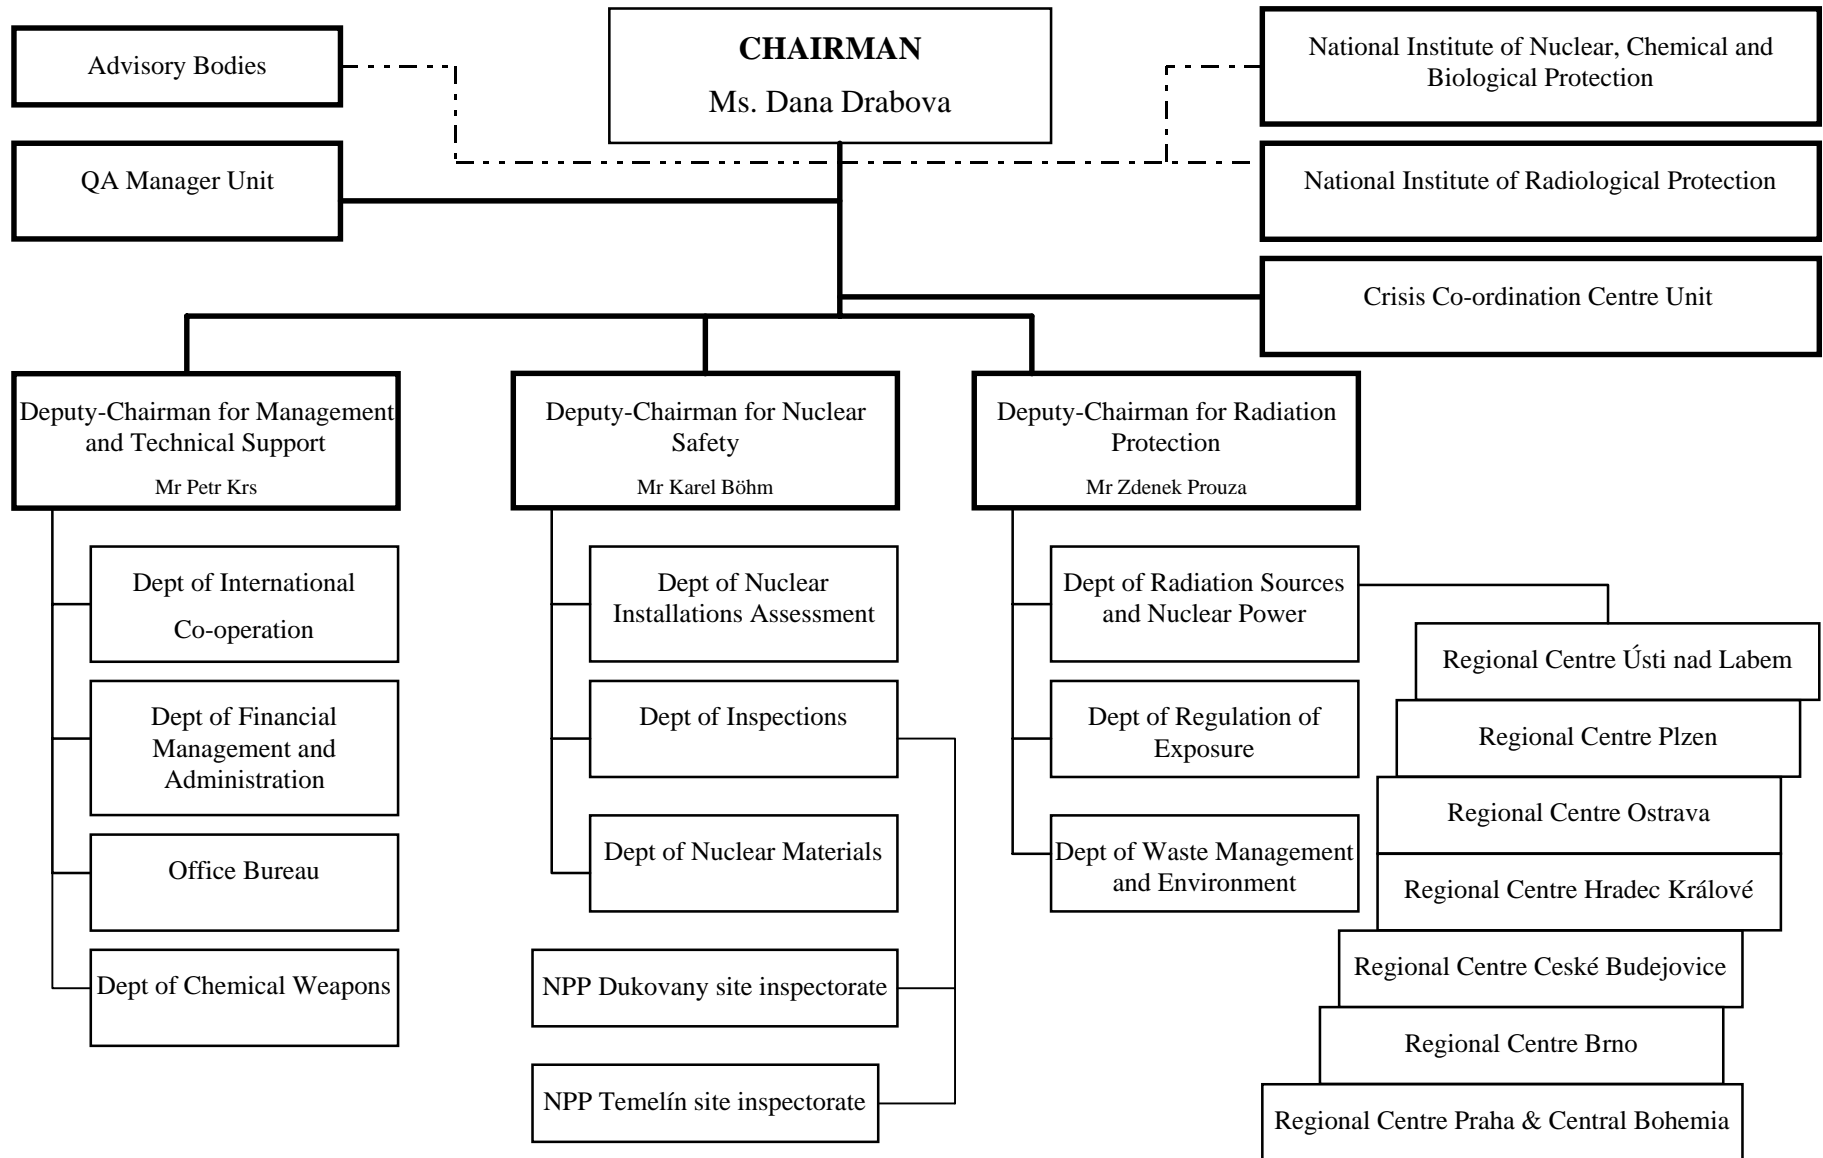 CHAIRMAN
Ms. Dana Drabova
Advisory Bodies
QA Manager Unit
National Institute of Nuclear, Chemical and
Biological Protection
National Institute of Radiological Protection
Crisis Co-ordination Centre Unit
Deputy-Chairman for Management
and Technical Support
Mr Petr Krs
Dept of International
Co-operation
Dept of Financial
Management and
Administration
Office Bureau
Dept of Chemical Weapons
Deputy-Chairman for Nuclear
Safety
Mr Karel Böhm
Dept of Nuclear
Installations Assessment
Dept of Inspections
Dept of Nuclear Materials
NPP Dukovany site inspectorate
NPP Temelín site inspectorate
Deputy-Chairman for Radiation
Protection
Mr Zdenek Prouza
Dept of Radiation Sources
and Nuclear Power
Dept of Regulation of
Exposure
Dept of Waste Management
and Environment
Regional Centre Ústi nad Labem
Regional Centre Plzen
Regional Centre Ostrava
Regional Centre Hradec Králové
Regional Centre Ceské Budejovice
Regional Centre Brno
Regional Centre Praha & Central Bohemia